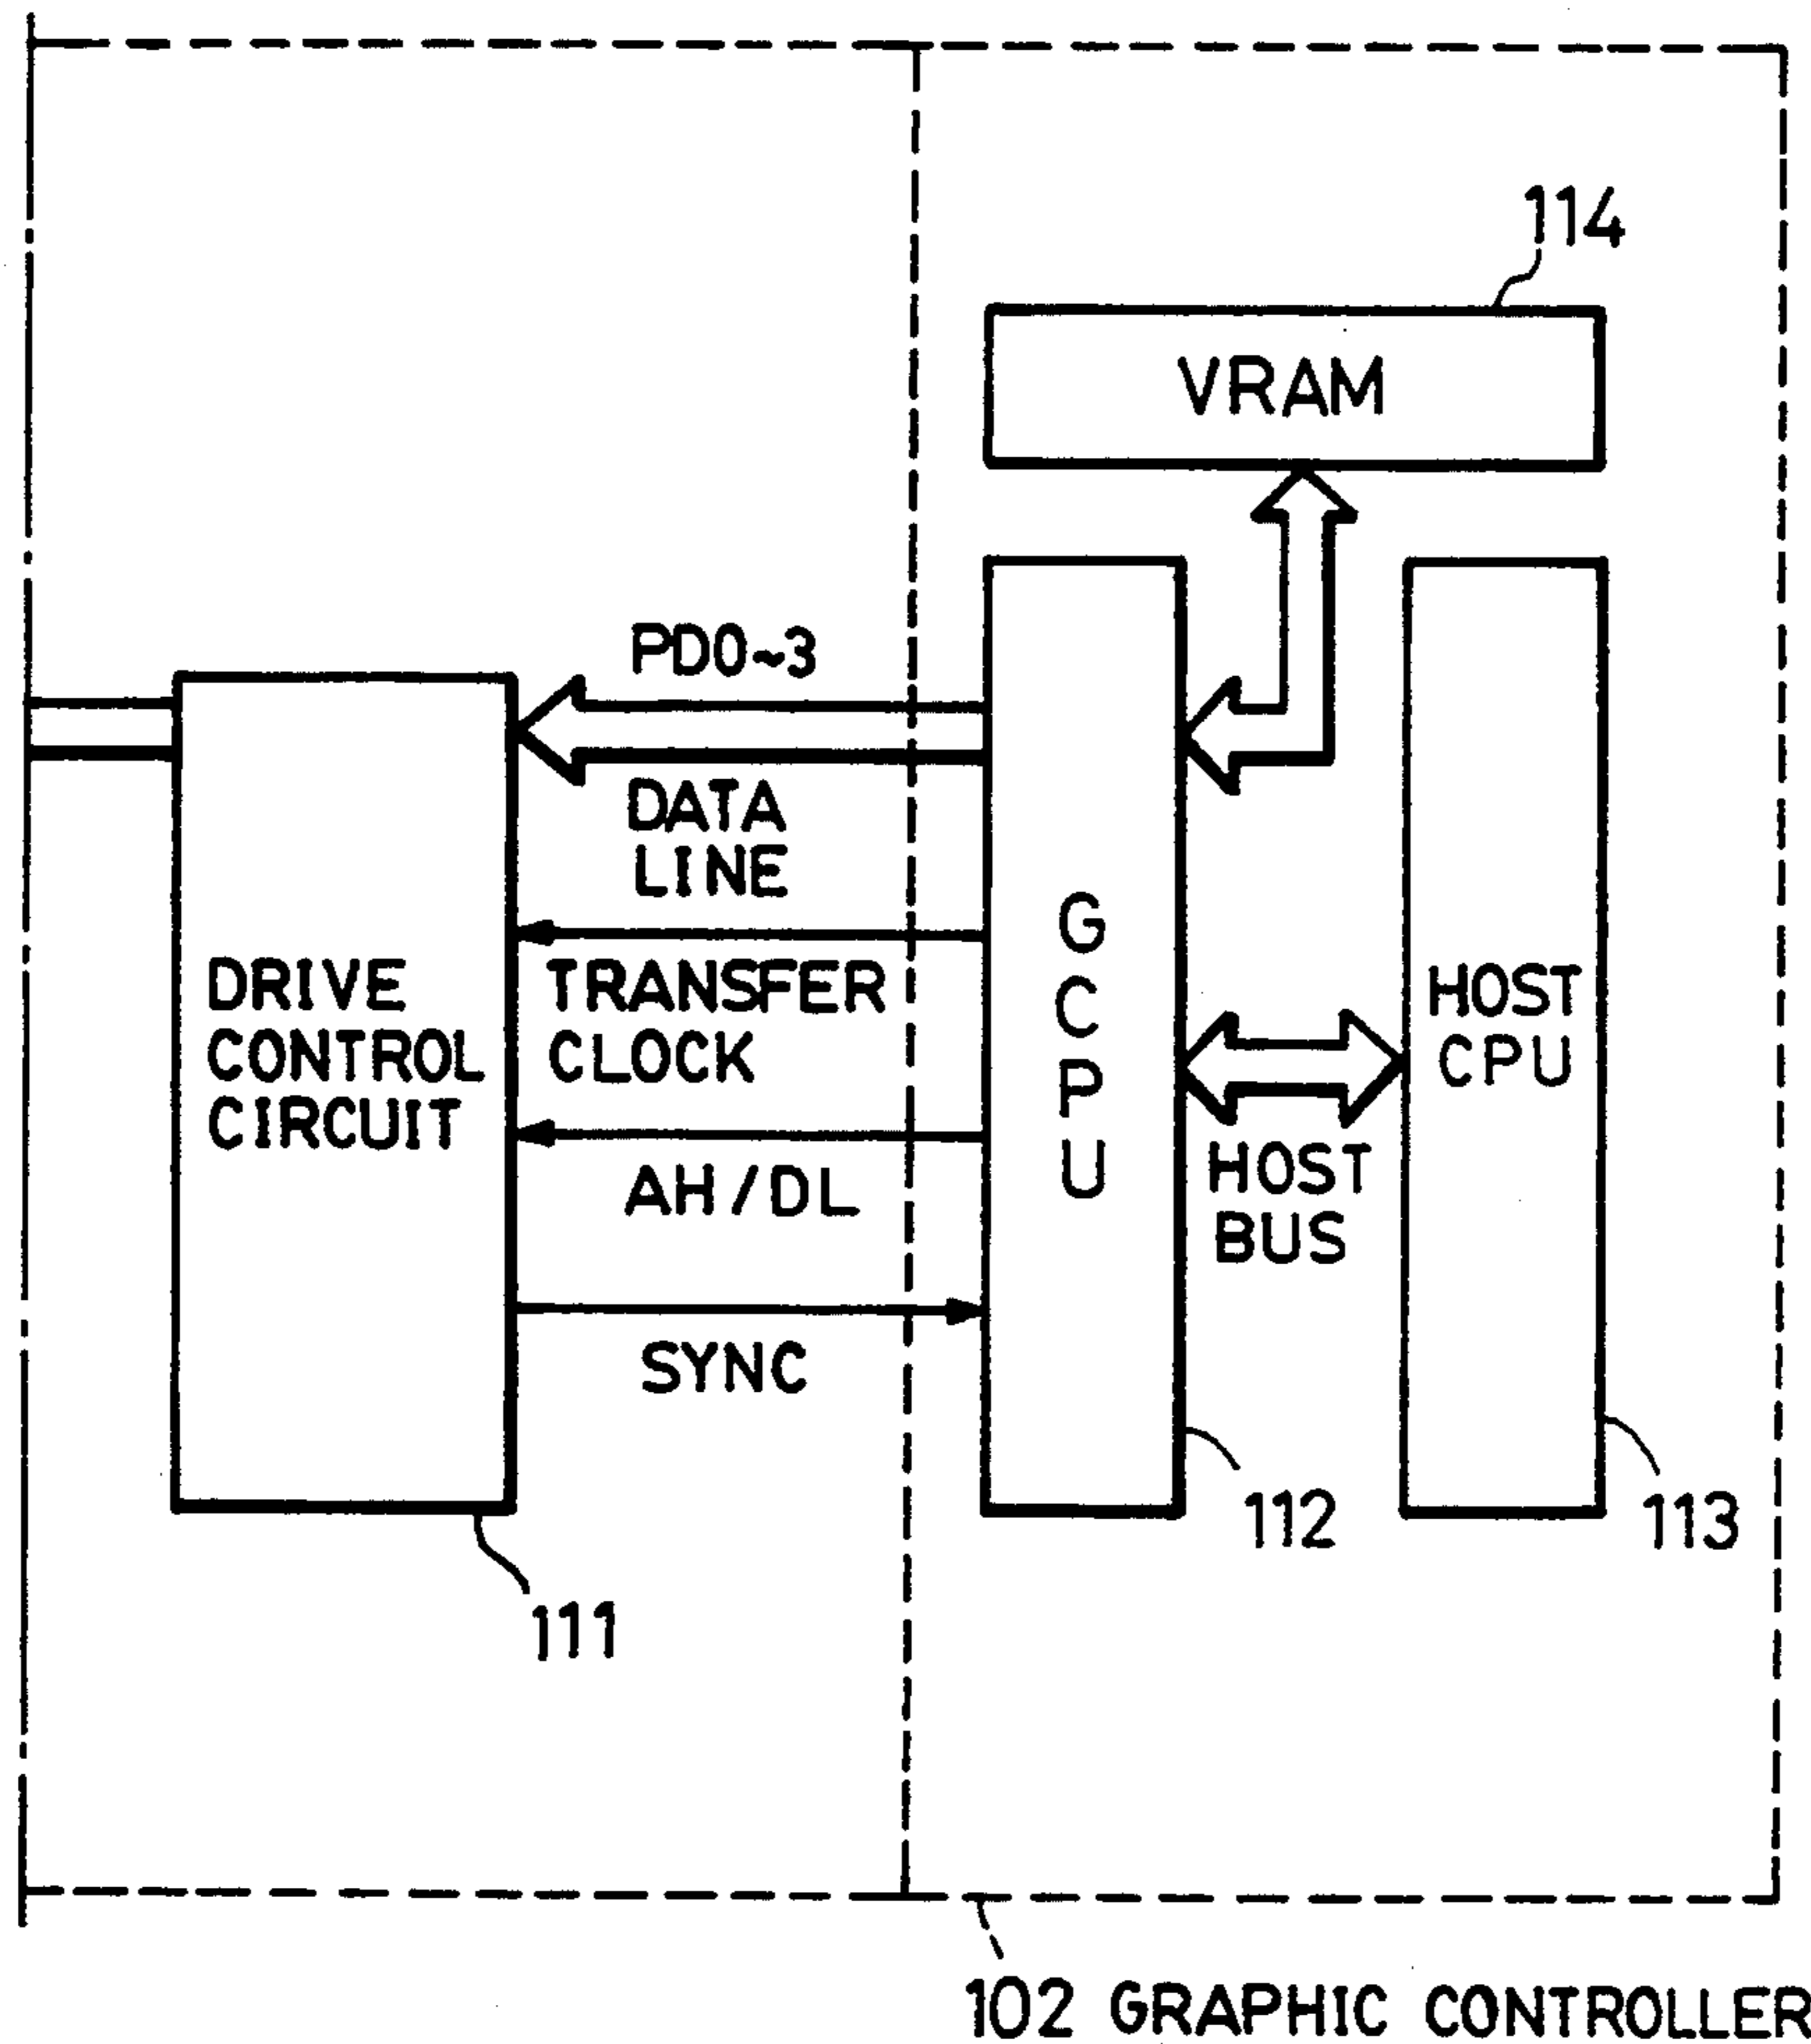 114
VRAM
PD0~3
DATA
LINE
TRANSFER
CLOCK
AH/DL
SYNC
DRIVE
CONTROL
CIRCUIT
G
C
P
U
HOST
CPU
HOST
BUS
112
113
111
102 GRAPHIC CONTROLLER